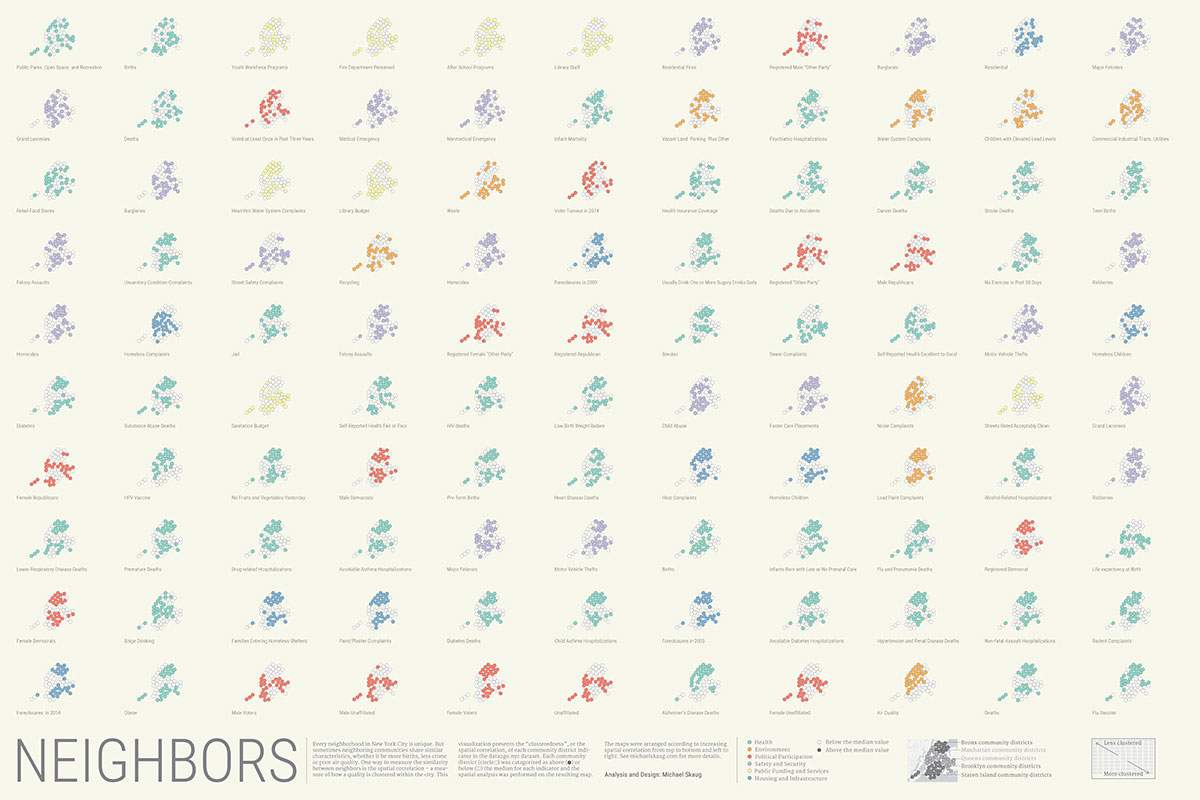 Public Parks, Open Space, and Recreation
Births
Youth Workforce Programs
Fire Department Personnel
After School Programs
Library Staff
Residential Fires
Registered Male "Other Party"
Burglaries
Residential
Major Felonies
Grand Larcenies
Deaths
Voted at Least Once in Past Three Years
Medical Emergency
Nonmedical Emergency
Infant Mortality
Vacant Land, Parking, Plus Other
Psychiatric Hospitalizations
Water System Complaints
Children with Elevated Lead Levels
Commercial Industrial Trans. Utilities
Retail Food Stores
Burglaries
Library Budget
Waste
Voter Turnout in 2014
Health Insurance Coverage
Deaths Due to Accidents
Cancer Deaths
Stroke Deaths
Teen Births
Felony Assaults
Unsanitary Condition Complaints
Street Safety Complaints
Recycling
Homicides
Foreclosures in 2009
Usually Drink One or More Sugary Drinks Daily
Registered "Other Party"
Male Republicans
No Exercise in Past 30 Days
Robberies
Homicides
Homeless Complaints
Jail
Felony Assaults
Registered Female "Other Party"
Registered Republican
Smoker
Sewer Complaints
Self-Reported Health Excellent to Good
Motor Vehicle Thefts
Homeless Children
Diabetes
Substance Abuse Deaths
Sanitation Budget
Self-Reported Health Fair or Poor
HIV deaths
Low Birth Weight Babies
Child Abuse
Foster Care Placements
Noise Complaints
Streets Rated Acceptably Clean
Grand Larcenies
Female Republicans
HPV Vaccine
No Fruits and Vegetables Yesterday
Male Democrats
Pre-Term Births
Heart Disease Deaths
Heat Complaints
Homeless Children
Lead Paint Complaints
Alcohol-Related Hospitalizations
Robberies
Lower Respiratory Disease Deaths
Premature Deaths
Drug-related Hospitalizations
Avoidable Asthma Hospitalizations
Major Felonies
Motor Vehicle Thefts
Births
Infants Born with Late or No Prenatal Care
Flu and Pneumonia Deaths
Registered Democrat
Life expectancy at Birth
Female Democrats
Binge Drinking
Families Entering Homeless Shelters
Paint/Plaster Complaints
Diabetes Deaths
Child Asthma Hospitalizations
Foreclosures in 2005
Avoidable Diabetes Hospitalizations
Hypertension and Renal Disease Deaths
Non-fatal Assault Hospitalizations
Rodent Complaints
Foreclosures in 2014
Obese
Male Voters
Male Unaffiliated
Female Voters
Unaffiliated
Alzheimer's Disease Deaths
Female Unaffiliated
Air Quality
Deaths
Flu Vaccine
NEIGHBORS
Every neighborhood in New York City is unique. But
sometimes neighboring communities share similar
characteristics, whether it be more births, less crime
or poor air quality. One way to measure the similarity
between neighbors is the spatial correlation – a mea-
sure of how a quality is clustered within the city. This
visualization presents the "clusteredness", or the
spatial correlation, of each community district indi-
cator in the data2go.nyc dataset. Each community
district (circle) was categorized as above or
below the median for each indicator and the
spatial analysis was performed on the resulting map.
The maps were arranged according to increasing
spatial correlation from top to bottom and left to
right. See michaelskaug.com for more details.
Analysis and Design: Michael Skaug
Health
Environment
Political Participation
Safety and Security
Public Funding and Services
Housing and Infrastructure
Below the median value
Above the median value
Bronx community districts
Manhattan community districts
Queens community districts
Brooklyn community districts
Staten Island community districts
Less clustered
More clustered